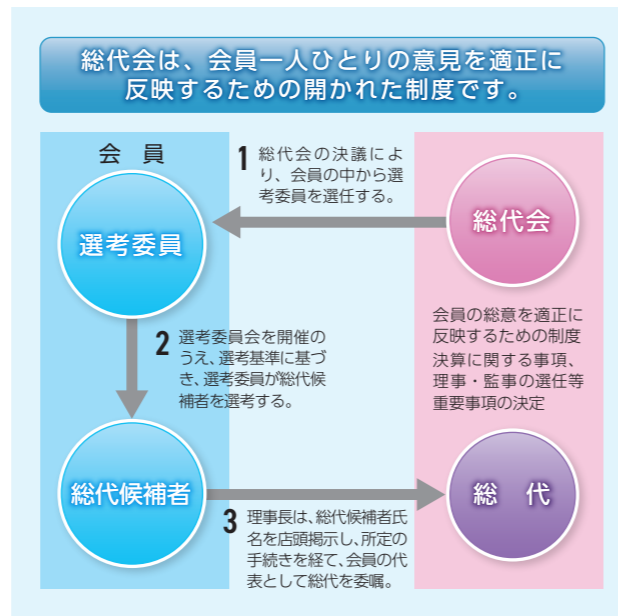 総代会は、会員一人ひとりの意見を適正に
反映するための開かれた制度です。
会 員
選考委員
1 総代会の決議によ
り、会員の中から選
考委員を選任する。
総代会
会員の総意を適正に
反映するための制度
決算に関する事項、
理事・監事の選任等
重要事項の決定
2 選考委員会を開催の
うえ、選考基準に基づ
き、選考委員が総代候
補者を選考する。
総代候補者
3 理事長は、総代候補者氏
名を店頭掲示し、所定の
手続きを経て、会員の代
表として総代を委嘱。
総 代